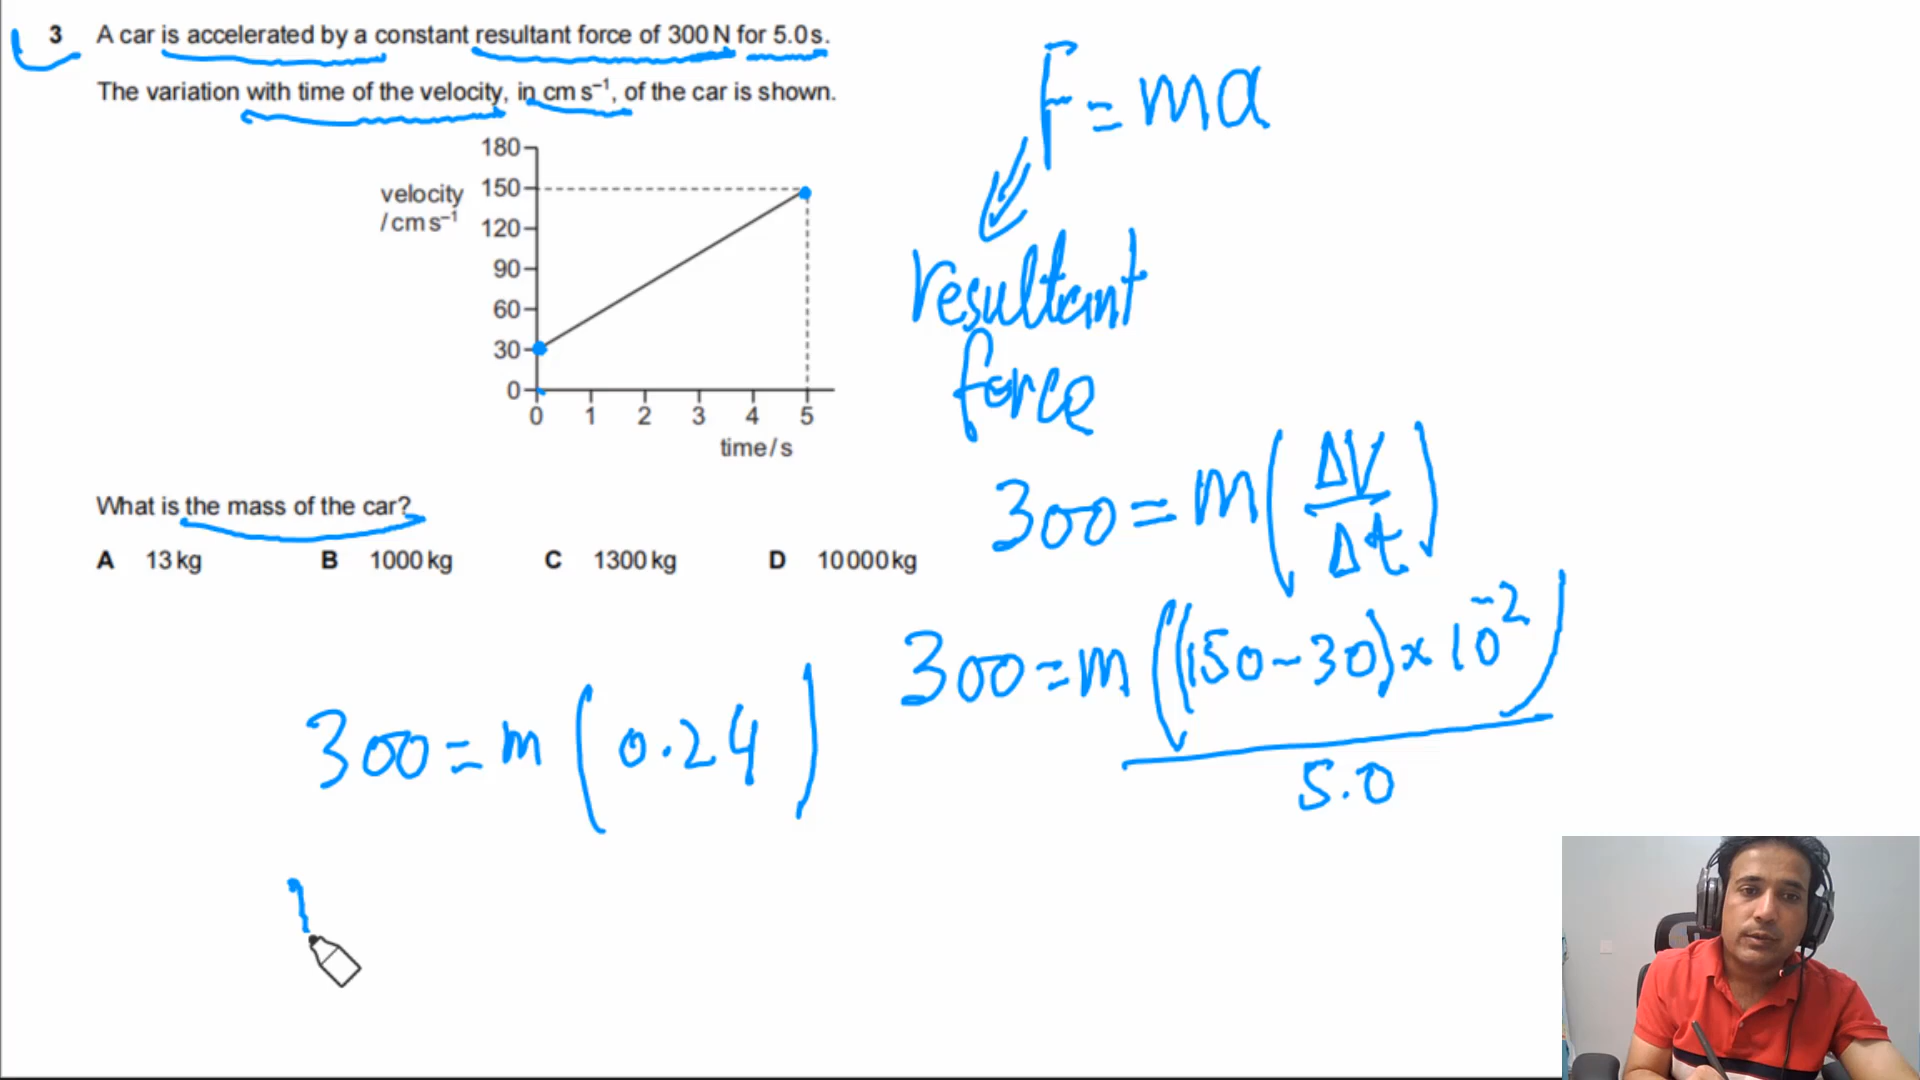 3 A car is accelerated by a constant resultant force of 300 N for 5.0 s.
The variation with time of the velocity, in cm s⁻¹, of the car is shown.
180
velocity 150
/ cm s⁻¹ 120
90
60
30
0
0 1 2 3 4 5
time / s
What is the mass of the car?
A 13 kg B 1000 kg C 1300 kg D 10 000 kg
F = ma
resultant
force
300 = m (ΔV/Δt)
300 = m ((150 - 30) × 10⁻²)
5.0
300 = m (0.24)